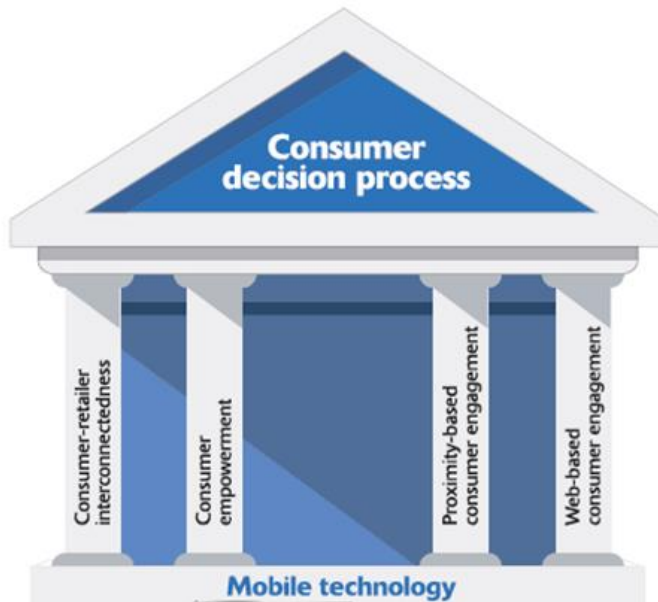 Consumer
decision process
Consumer-retailer
interconnectedness
Consumer
empowerment
Proximity-based
consumer engagement
Web-based
consumer engagement
Mobile technology